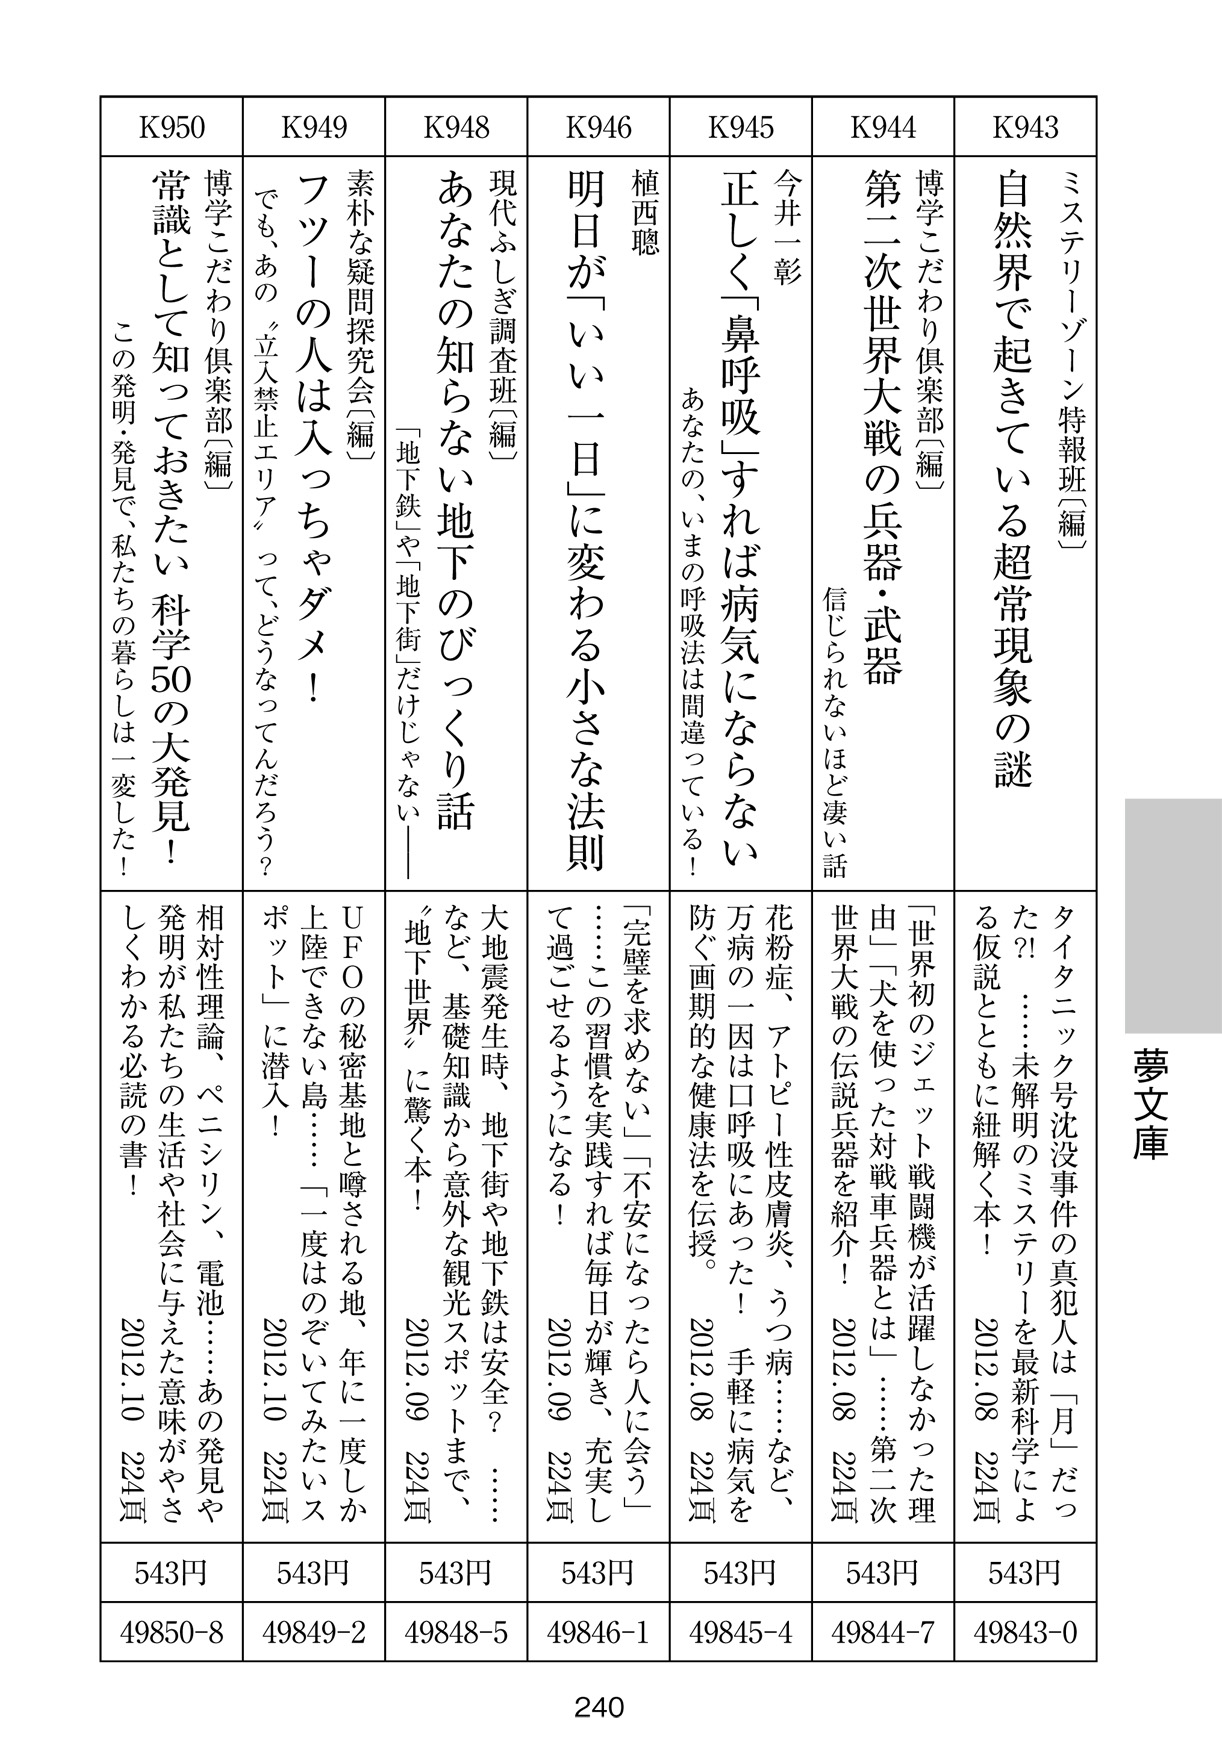 K943
ミステリーゾーン特報班〔編〕
自然界で起きている超常現象の謎
タイタニック号沈没事件の真犯人は「月」だっ
た?!　……未解明のミステリーを最新科学によ
る仮説とともに紐解く本！　2012.08　224頁
543円
49843-0
K944
博学こだわり倶楽部〔編〕
第二次世界大戦の兵器・武器
信じられないほど凄い話
「世界初のジェット戦闘機が活躍しなかった理
由」「犬を使った対戦車兵器とは」……第二次
世界大戦の伝説兵器を紹介！　2012.08　224頁
543円
49844-7
K945
今井一彰
正しく「鼻呼吸」すれば病気にならない
あなたの、いまの呼吸法は間違っている！
花粉症、アトピー性皮膚炎、うつ病……など、
万病の一因は口呼吸にあった！　手軽に病気を
防ぐ画期的な健康法を伝授。　2012.08　224頁
543円
49845-4
K946
植西聰
明日が「いい一日」に変わる小さな法則
「完璧を求めない」「不安になったら人に会う」
……この習慣を実践すれば毎日が輝き、充実し
て過ごせるようになる！　2012.09　224頁
543円
49846-1
K948
現代ふしぎ調査班〔編〕
あなたの知らない地下のびっくり話
「地下鉄」や「地下街」だけじゃない――
大地震発生時、地下街や地下鉄は安全？　……
など、基礎知識から意外な観光スポットまで、
〝地下世界〟に驚く本！　2012.09　224頁
543円
49848-5
K949
素朴な疑問探究会〔編〕
フツーの人は入っちゃダメ！
でも、あの〝立入禁止エリア〟って、どうなってんだろう？
UFOの秘密基地と噂される地、年に一度しか
上陸できない島……「一度はのぞいてみたいス
ポット」に潜入！　2012.10　224頁
543円
49849-2
K950
博学こだわり倶楽部〔編〕
常識として知っておきたい 科学50の大発見！
この発明・発見で、私たちの暮らしは一変した！
相対性理論、ペニシリン、電池……あの発見や
発明が私たちの生活や社会に与えた意味がやさ
しくわかる必読の書！　2012.10　224頁
543円
49850-8
夢文庫
240